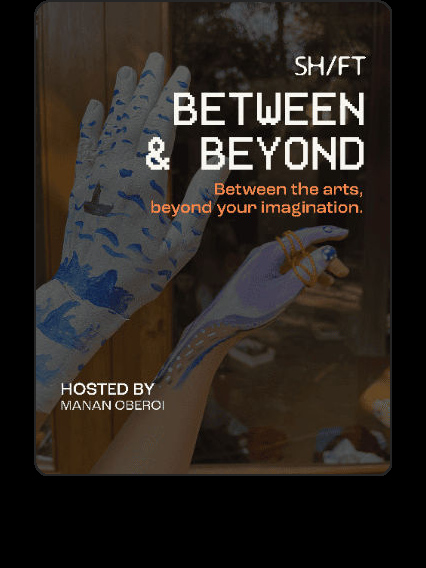 SH/FT
BETWEEN
& BEYOND
Between the arts,
beyond your imagination.
HOSTED BY
MANAN OBEROI